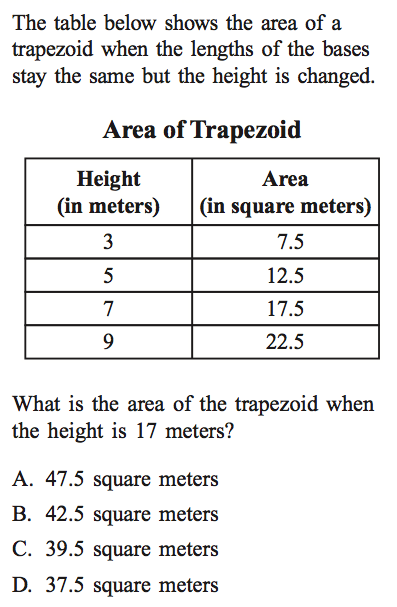 The table below shows the area of a
trapezoid when the lengths of the bases
stay the same but the height is changed.
Area of Trapezoid
Height Area
(in meters) (in square meters)
3 7.5
5 12.5
7 17.5
9 22.5
What is the area of the trapezoid when
the height is 17 meters?
A. 47.5 square meters
B. 42.5 square meters
C. 39.5 square meters
D. 37.5 square meters